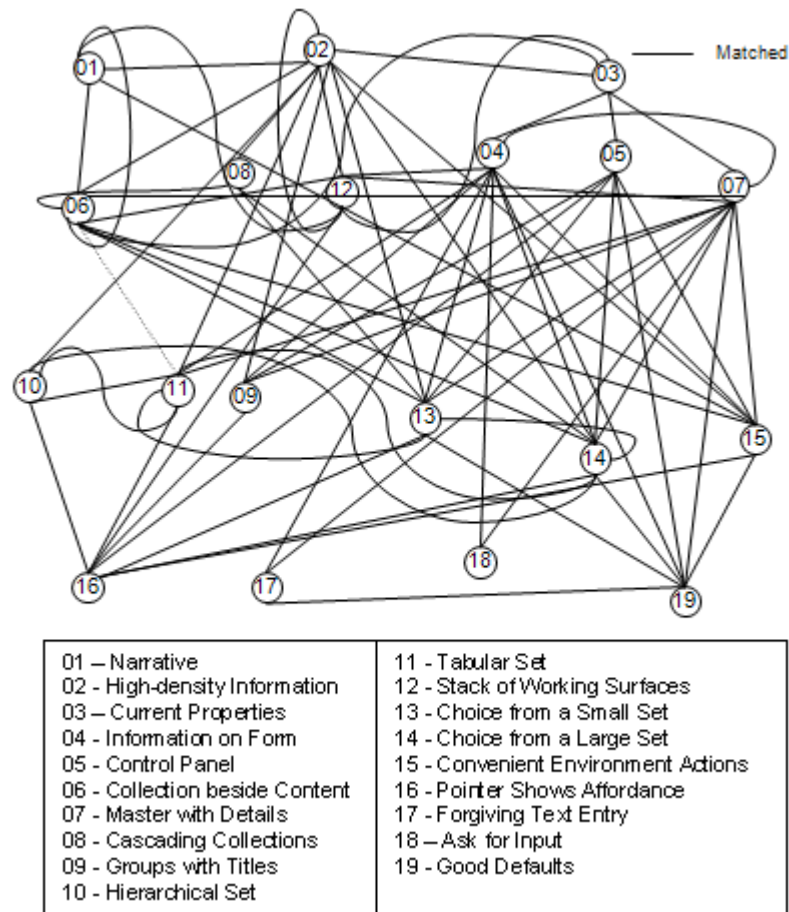 02
01
03
Matched
04
05
08
07
12
06
10
11
09
13
15
14
18
16
17
19
01 – Narrative
02 - High-density Information
03 – Current Properties
04 - Information on Form
05 - Control Panel
06 - Collection beside Content
07 - Master with Details
08 - Cascading Collections
09 - Groups with Titles
10 - Hierarchical Set
11 - Tabular Set
12 - Stack of Working Surfaces
13 - Choice from a Small Set
14 - Choice from a Large Set
15 - Convenient Environment Actions
16 - Pointer Shows Affordance
17 - Forgiving Text Entry
18 – Ask for Input
19 - Good Defaults